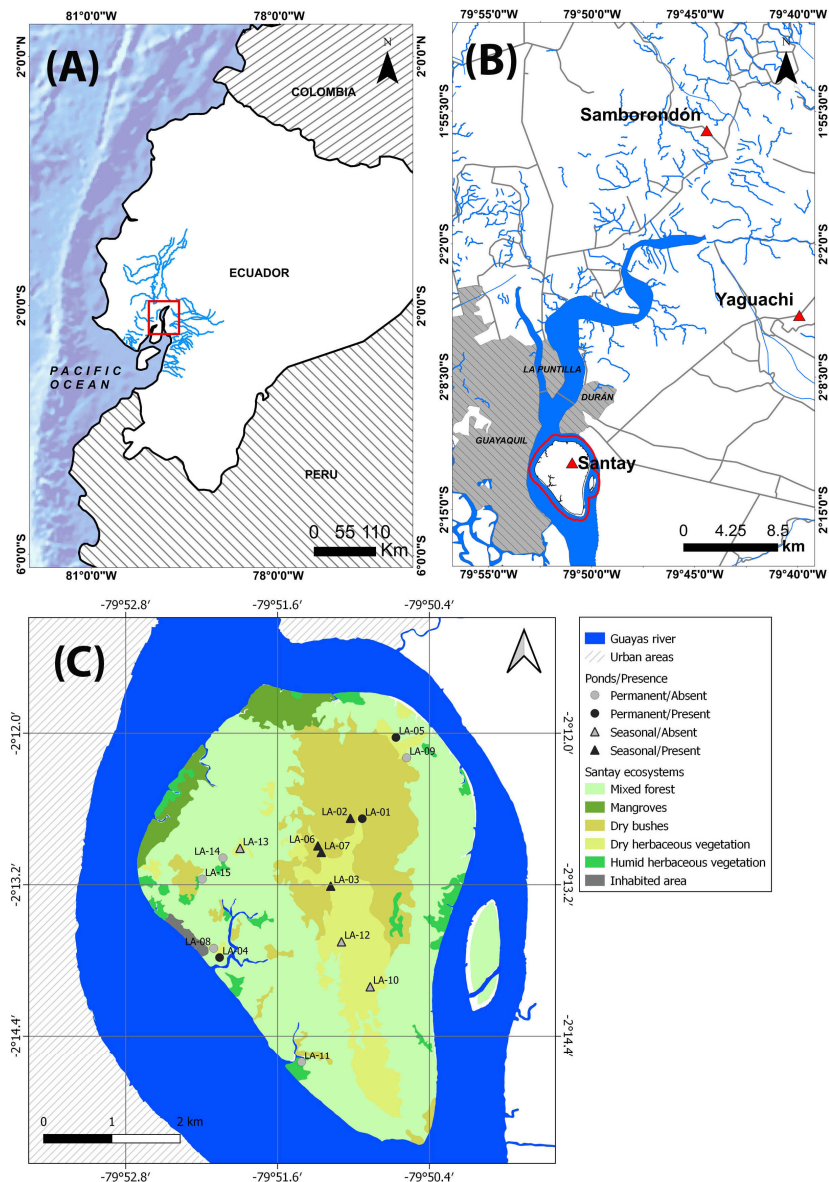 81°00'0"W
78°00'0"W
(A)
N
COLOMBIA
2°0'0"N
2°0'0"N
ECUADOR
2°0'0"S
2°0'0"S
PACIFIC
OCEAN
PERU
0 55 110
Km
6°0'0"S
6°0'0"S
81°00'0"W
78°00'0"W
79°55'0"W
79°50'0"W
79°45'0"W
79°40'0"W
(B)
N
Samborondón
1°55'30"S
1°55'30"S
2°2'0"S
2°2'0"S
Yaguachi
LA PUNTILLA
2°8'30"S
2°8'30"S
DURÁN
GUAYAQUIL
Santay
2°15'0"S
2°15'0"S
0 4.25 8.5
km
79°55'0"W
79°50'0"W
79°45'0"W
79°40'0"W
-79°52.8'
-79°51.6'
-79°50.4'
(C)
LA-05
-2°12.0'
-2°12.0'
LA-09
LA-02
LA-01
LA-06
LA-13
LA-07
LA-14
LA-15
LA-03
-2°13.2'
-2°13.2'
LA-12
LA-08
LA-04
LA-10
-2°14.4'
-2°14.4'
LA-11
0 1 2 km
-79°52.8'
-79°51.6'
-79°50.4'
Guayas river
Urban areas
Ponds/Presence
Permanent/Absent
Permanent/Present
Seasonal/Absent
Seasonal/Present
Santay ecosystems
Mixed forest
Mangroves
Dry bushes
Dry herbaceous vegetation
Humid herbaceous vegetation
Inhabited area